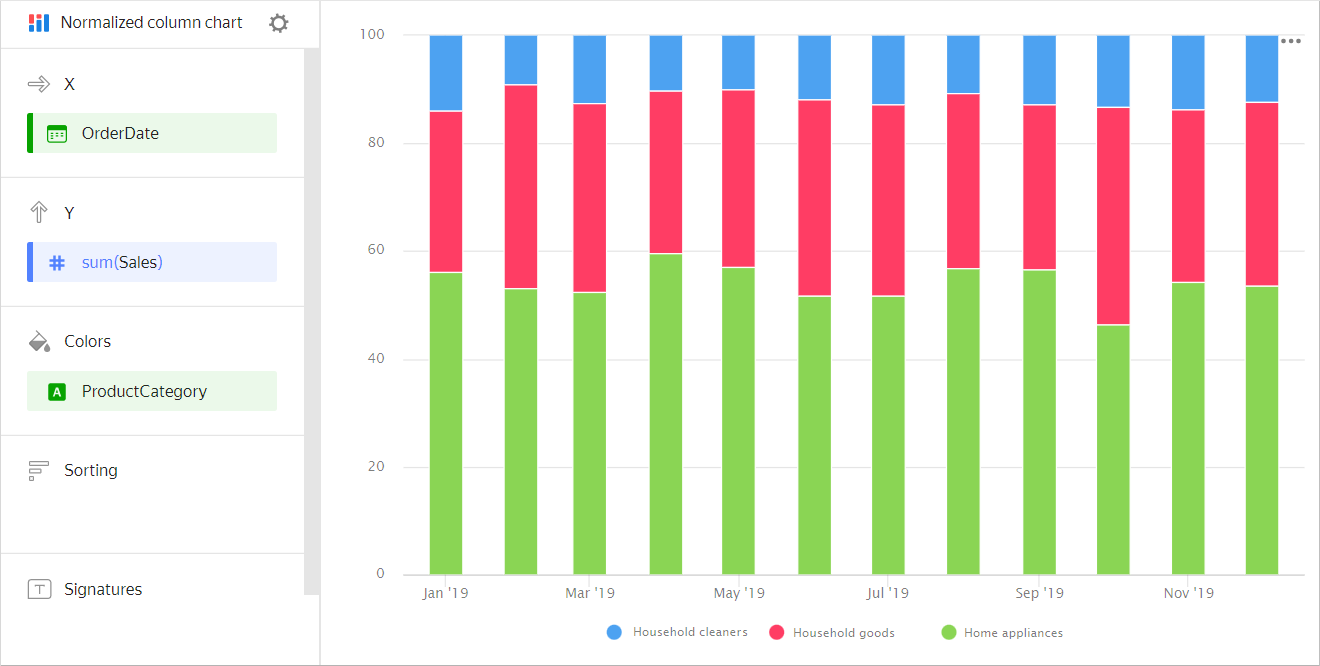 Normalized column chart
X
OrderDate
Y
# sum(Sales)
Colors
A ProductCategory
Sorting
T Signatures
100
80
60
40
20
0
Jan '19 Mar '19 May '19 Jul '19 Sep '19 Nov '19
Household cleaners Household goods Home appliances